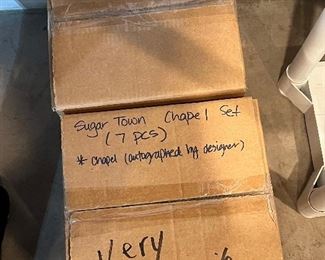 Sugar Town Chapel Set
(7 pcs)
* chapel (autographed by designer)
Very